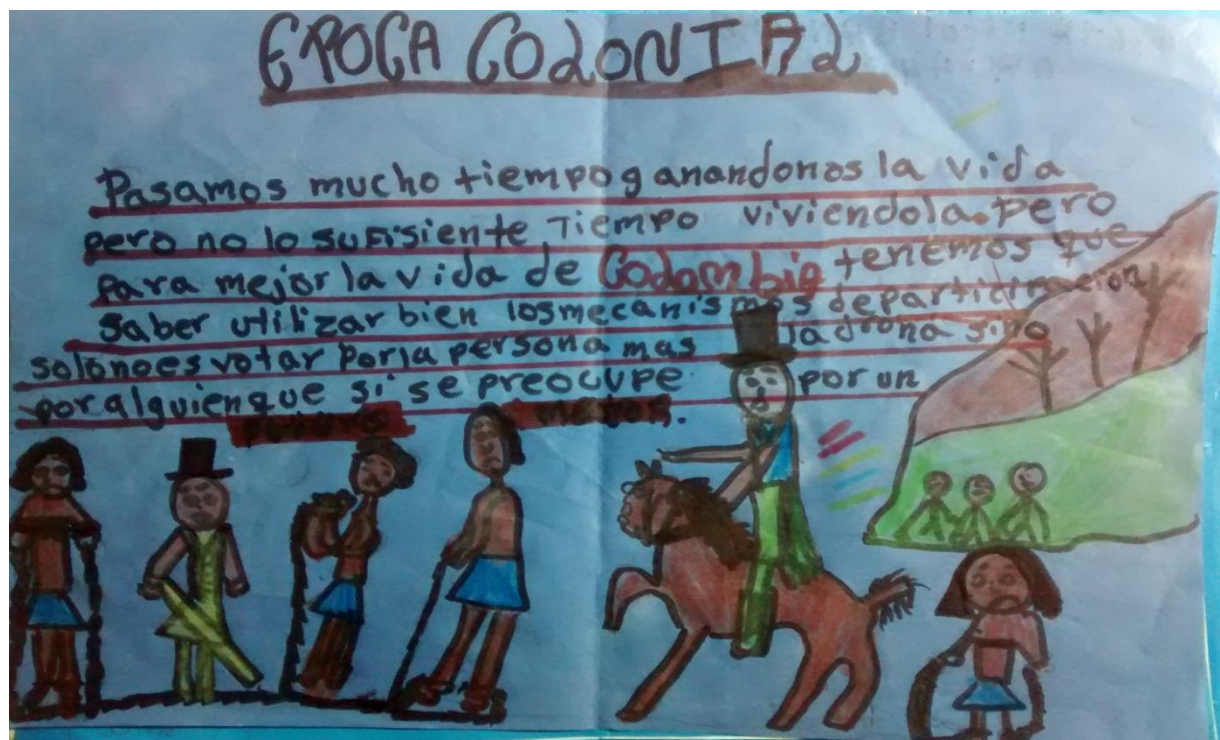 EPOCA COLONIAL
Pasamos mucho tiempo ganandonos la vida
pero no lo sufisiente Tiempo viviendola. pero
para mejor la vida de Colombia tenemos que
saber utilizar bien los mecanismos de participacion
solo no es votar por la persona mas ladrona sino
por alguien que si se preocupe por un